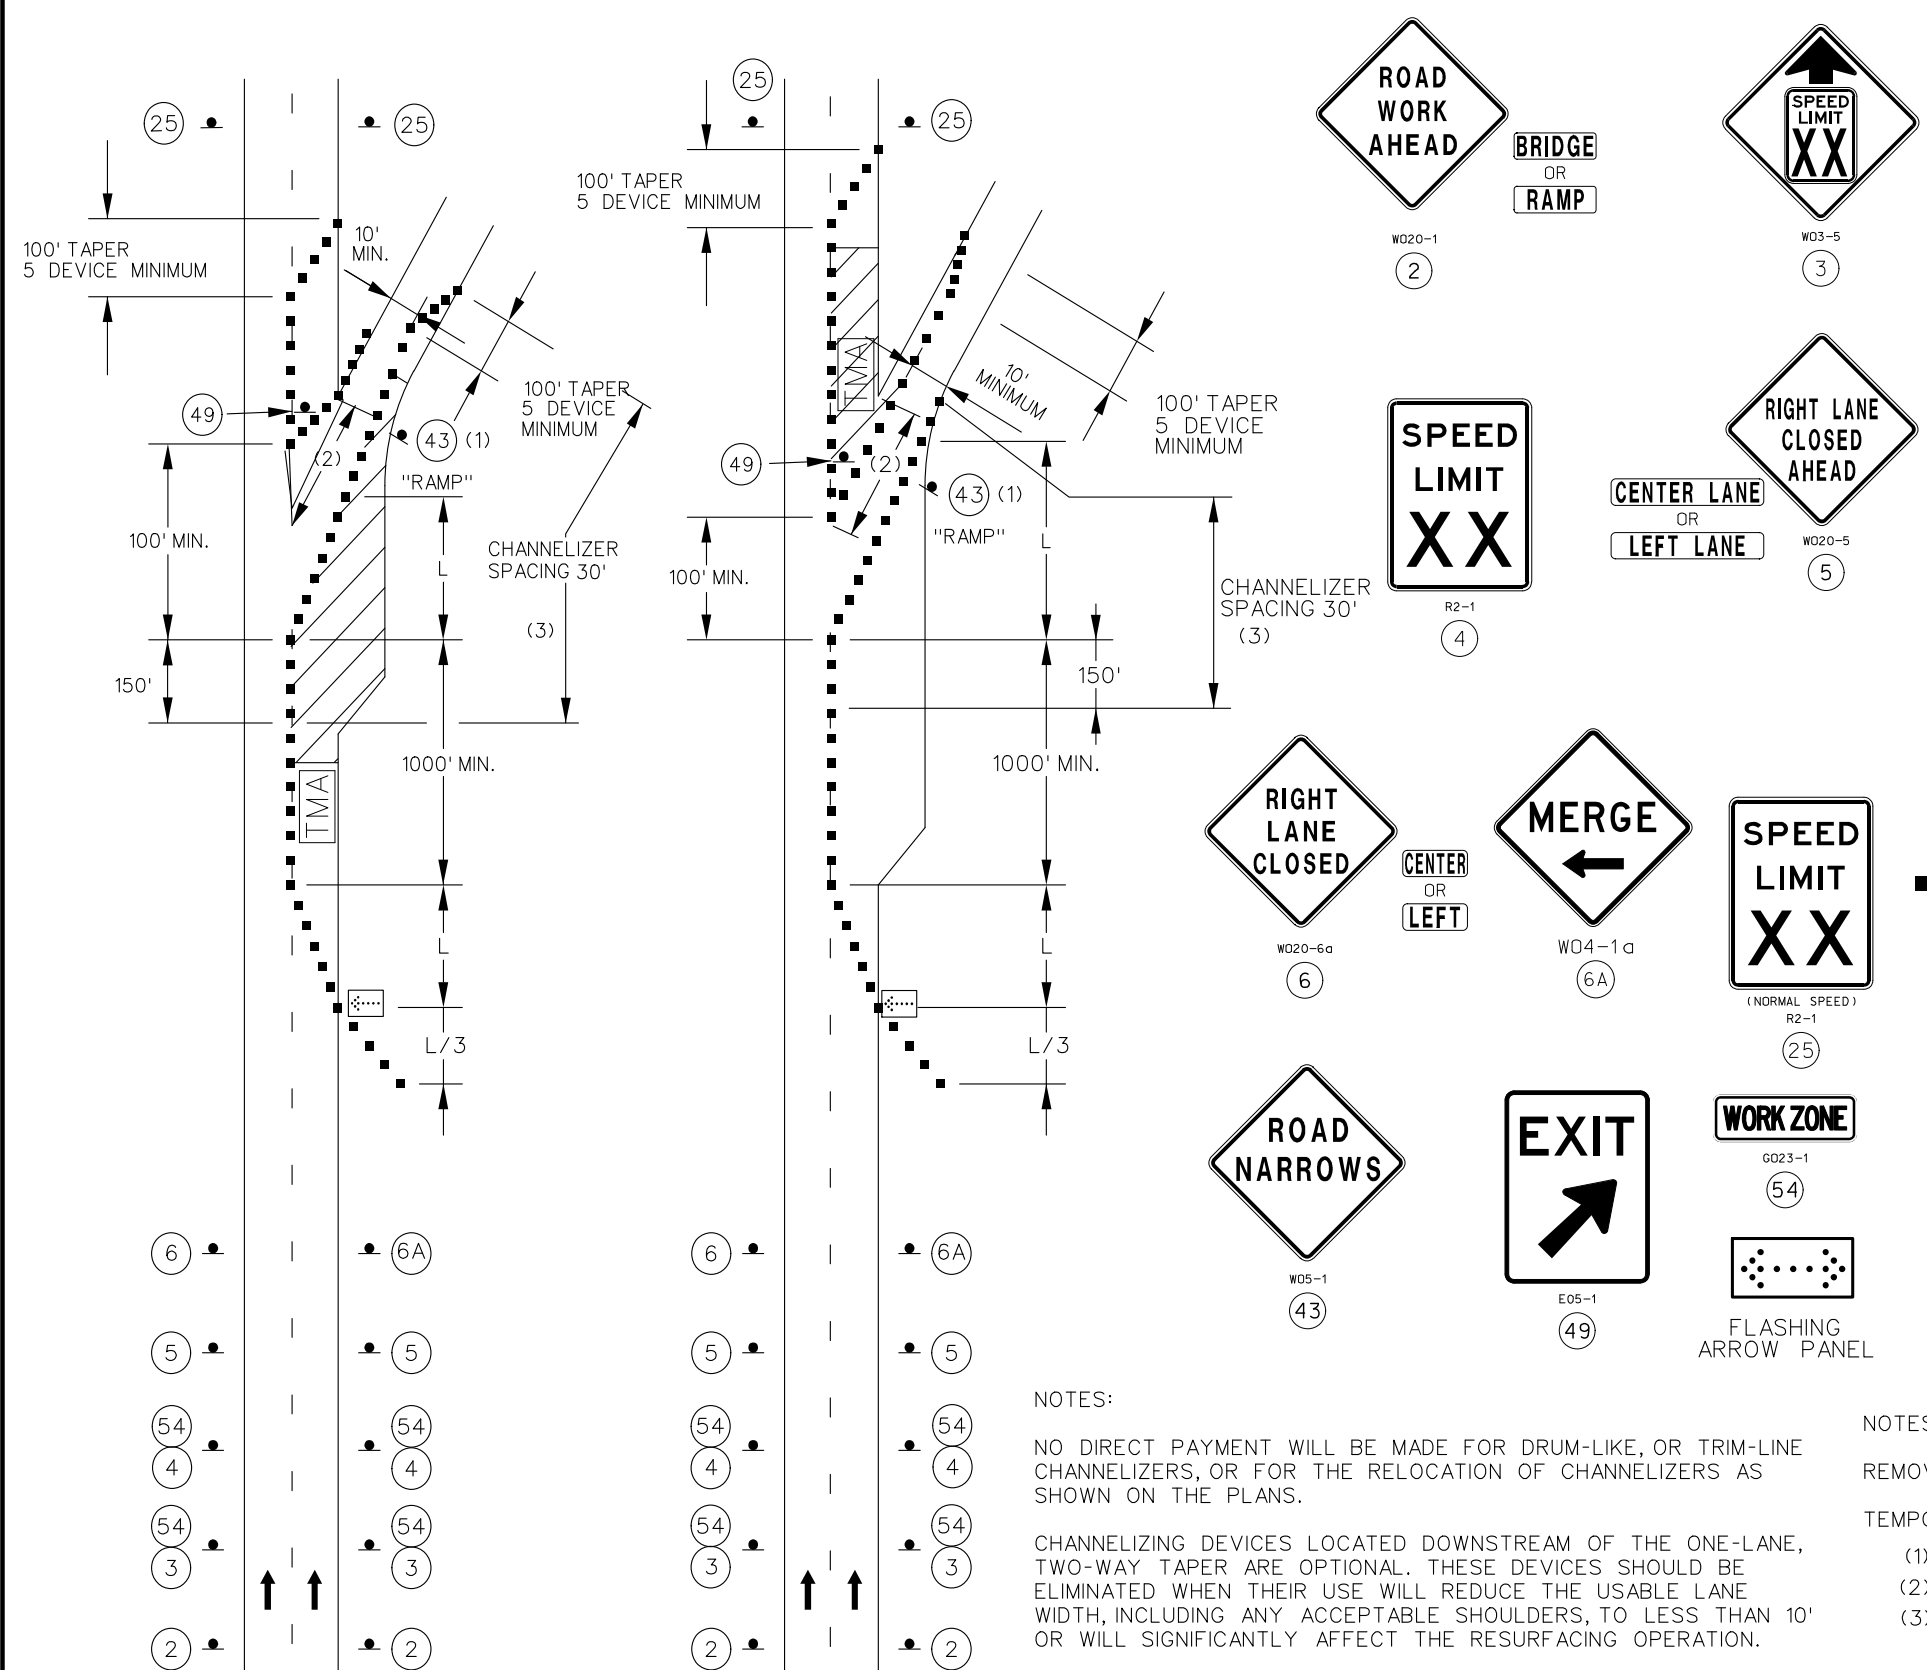 25
25
100' TAPER
5 DEVICE MINIMUM
10'
MIN.
49
(2)
43 (1)
"RAMP"
100' TAPER
5 DEVICE
MINIMUM
100' MIN.
L
CHANNELIZER
SPACING 30'
(3)
150'
1000' MIN.
TMA
L
L/3
6
6A
5
5
54
4
54
4
54
3
54
3
2
2
25
25
100' TAPER
5 DEVICE MINIMUM
TMA
10'
MINIMUM
100' TAPER
5 DEVICE
MINIMUM
49
(2)
43 (1)
"RAMP"
L
100' MIN.
CHANNELIZER
SPACING 30'
(3)
150'
1000' MIN.
L
L/3
6
6A
5
5
54
4
54
4
54
3
54
3
2
2
ROAD
WORK
AHEAD
BRIDGE
OR
RAMP
WO20-1
2
SPEED
LIMIT
XX
WO3-5
3
SPEED
LIMIT
XX
R2-1
4
RIGHT LANE
CLOSED
AHEAD
CENTER LANE
OR
LEFT LANE
WO20-5
5
RIGHT
LANE
CLOSED
CENTER
OR
LEFT
WO20-6a
6
MERGE
WO4-1a
6A
SPEED
LIMIT
XX
(NORMAL SPEED)
R2-1
25
ROAD
NARROWS
WO5-1
43
EXIT
EO5-1
49
WORK ZONE
GO23-1
54
FLASHING
ARROW PANEL
NOTES:
NO DIRECT PAYMENT WILL BE MADE FOR DRUM-LIKE, OR TRIM-LINE
CHANNELIZERS, OR FOR THE RELOCATION OF CHANNELIZERS AS
SHOWN ON THE PLANS.
CHANNELIZING DEVICES LOCATED DOWNSTREAM OF THE ONE-LANE,
TWO-WAY TAPER ARE OPTIONAL. THESE DEVICES SHOULD BE
ELIMINATED WHEN THEIR USE WILL REDUCE THE USABLE LANE
WIDTH, INCLUDING ANY ACCEPTABLE SHOULDERS, TO LESS THAN 10'
OR WILL SIGNIFICANTLY AFFECT THE RESURFACING OPERATION.